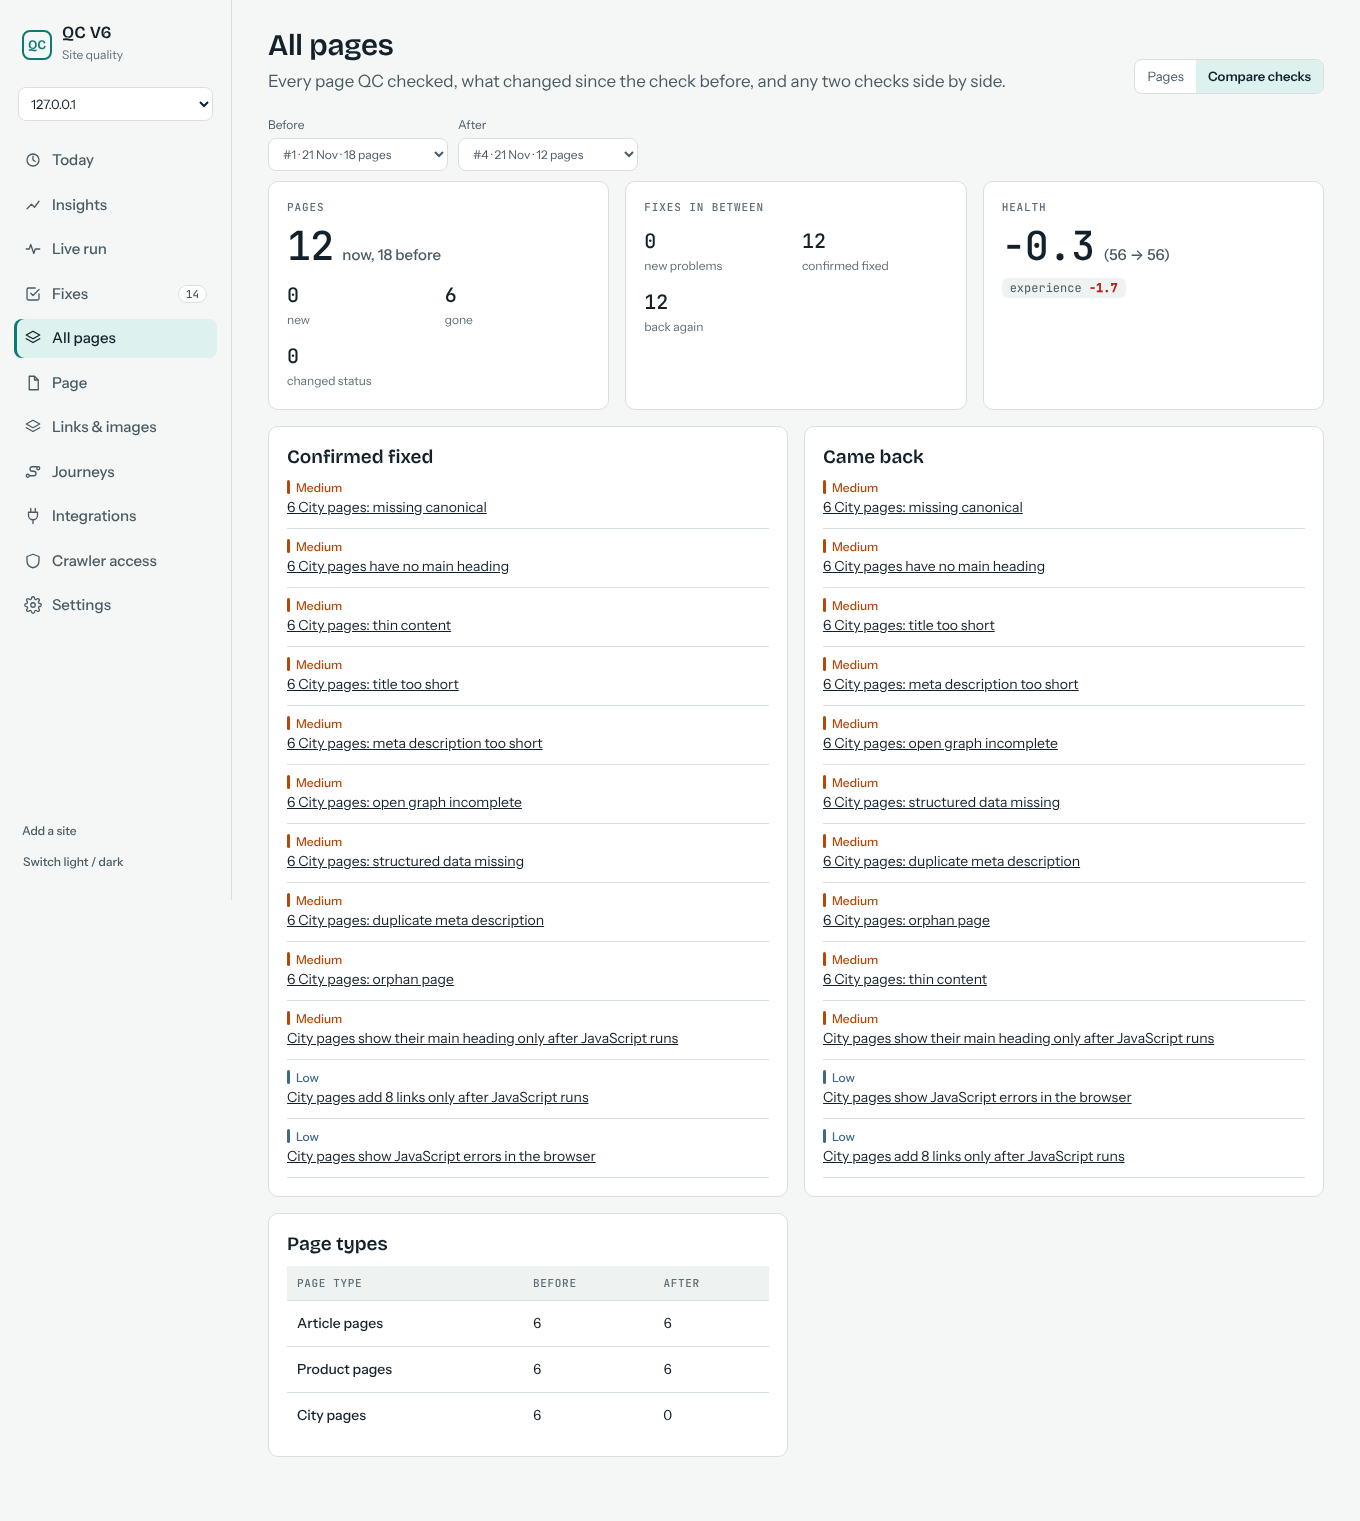 QC
QC V6
Site quality
127.0.0.1
Today
Insights
Live run
Fixes 14
All pages
Page
Links & images
Journeys
Integrations
Crawler access
Settings
Add a site
Switch light / dark
All pages
Every page QC checked, what changed since the check before, and any two checks side by side.
Pages Compare checks
Before After
#1 · 21 Nov · 18 pages #4 · 21 Nov · 12 pages
PAGES
12 now, 18 before
0 6
new gone
0
changed status
FIXES IN BETWEEN
0 12
new problems confirmed fixed
12
back again
HEALTH
-0.3 (56 → 56)
experience -1.7
Confirmed fixed
Medium
6 City pages: missing canonical
Medium
6 City pages have no main heading
Medium
6 City pages: thin content
Medium
6 City pages: title too short
Medium
6 City pages: meta description too short
Medium
6 City pages: open graph incomplete
Medium
6 City pages: structured data missing
Medium
6 City pages: duplicate meta description
Medium
6 City pages: orphan page
Medium
City pages show their main heading only after JavaScript runs
Low
City pages add 8 links only after JavaScript runs
Low
City pages show JavaScript errors in the browser
Came back
Medium
6 City pages: missing canonical
Medium
6 City pages have no main heading
Medium
6 City pages: title too short
Medium
6 City pages: meta description too short
Medium
6 City pages: open graph incomplete
Medium
6 City pages: structured data missing
Medium
6 City pages: duplicate meta description
Medium
6 City pages: orphan page
Medium
6 City pages: thin content
Medium
City pages show their main heading only after JavaScript runs
Low
City pages show JavaScript errors in the browser
Low
City pages add 8 links only after JavaScript runs
Page types
PAGE TYPE BEFORE AFTER
Article pages 6 6
Product pages 6 6
City pages 6 0